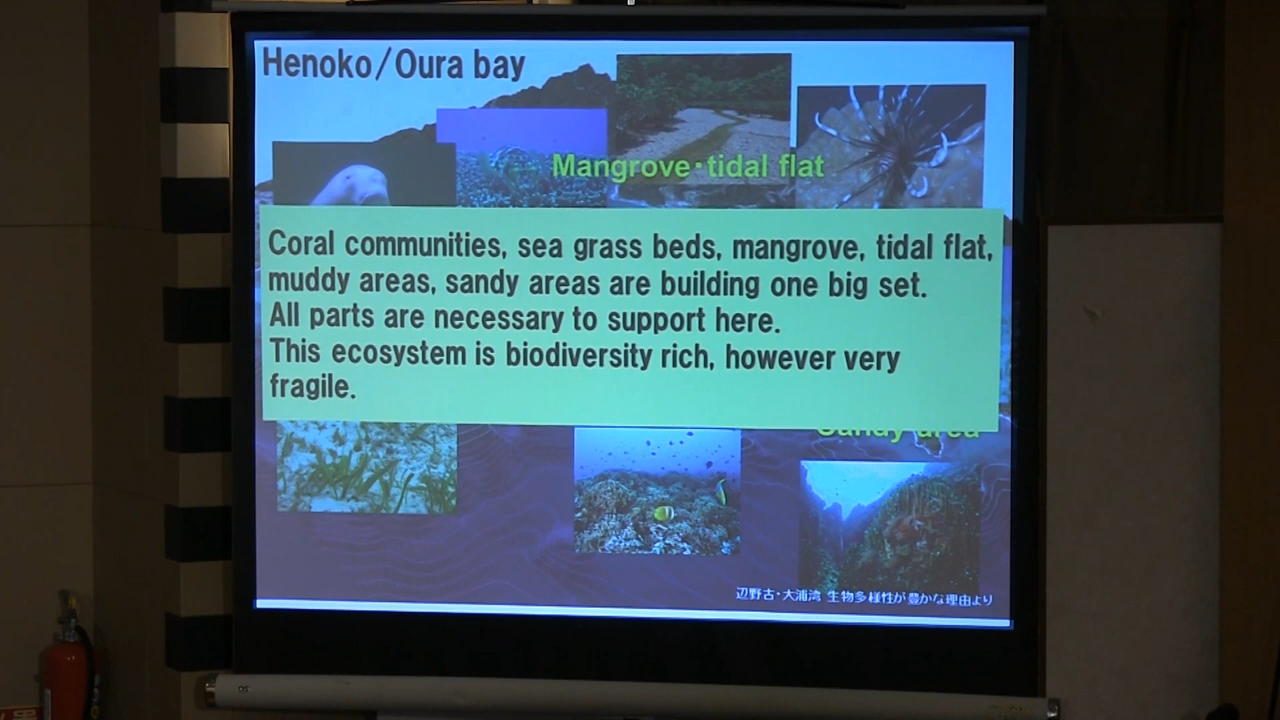 Henoko/Oura bay
Mangrove・tidal flat
Coral communities, sea grass beds, mangrove, tidal flat,
muddy areas, sandy areas are building one big set.
All parts are necessary to support here.
This ecosystem is biodiversity rich, however very
fragile.
Sandy area
辺野古・大浦湾 生物多様性が豊かな理由より